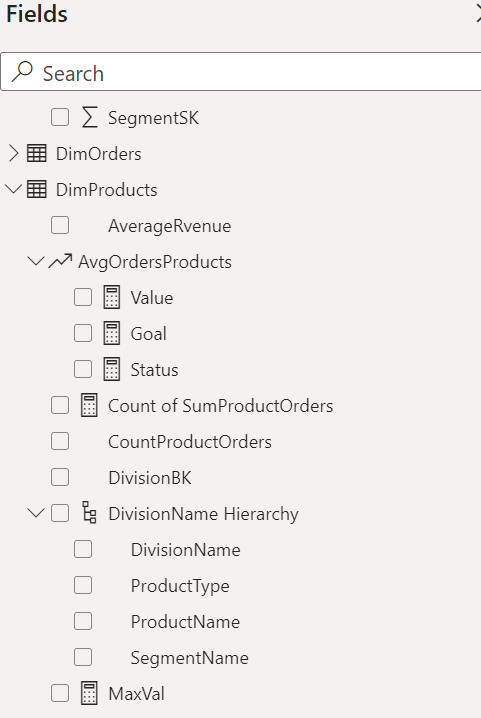 Fields
Search
SegmentSK
DimOrders
DimProducts
AverageRvenue
AvgOrdersProducts
Value
Goal
Status
Count of SumProductOrders
CountProductOrders
DivisionBK
DivisionName Hierarchy
DivisionName
ProductType
ProductName
SegmentName
MaxVal